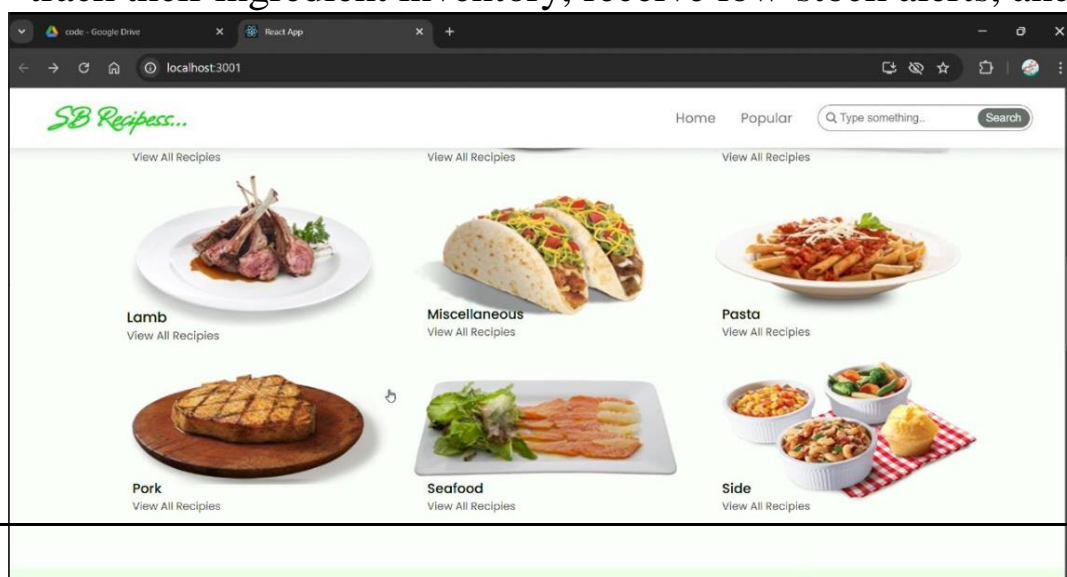 track their ingredient inventory, receive low-stock alerts, and
code - Google Drive React App
localhost:3001
SB Recipess...
Home Popular Type something.. Search
View All Recipies View All Recipies View All Recipies
Lamb Miscellaneous Pasta
View All Recipies View All Recipies View All Recipies
Pork Seafood Side
View All Recipies View All Recipies View All Recipies